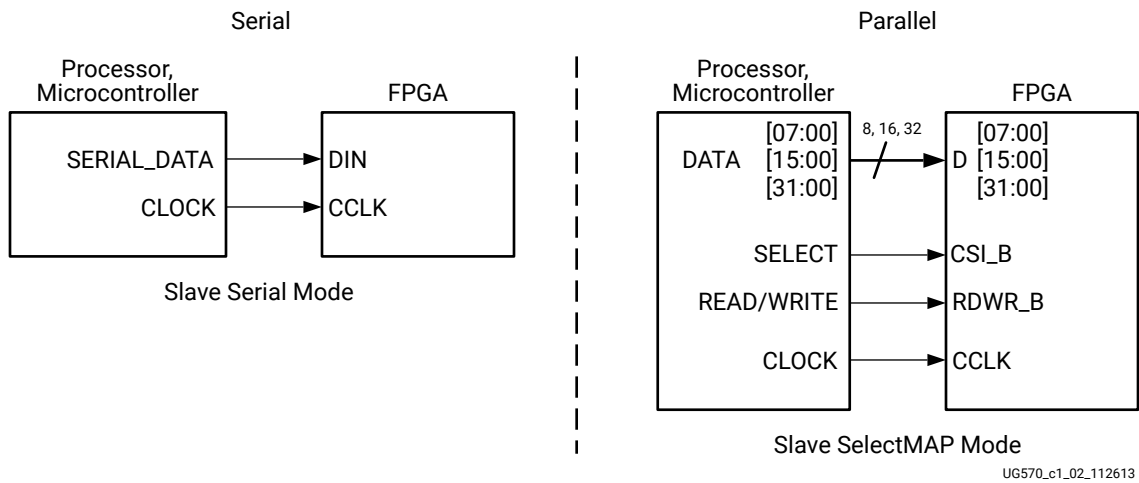 Serial
Processor,
Microcontroller
FPGA
SERIAL_DATA
DIN
CLOCK
CCLK
Slave Serial Mode
Parallel
Processor,
Microcontroller
FPGA
[07:00]
8, 16, 32
[07:00]
DATA [15:00]
D [15:00]
[31:00]
[31:00]
SELECT
CSI_B
READ/WRITE
RDWR_B
CLOCK
CCLK
Slave SelectMAP Mode
UG570_c1_02_112613